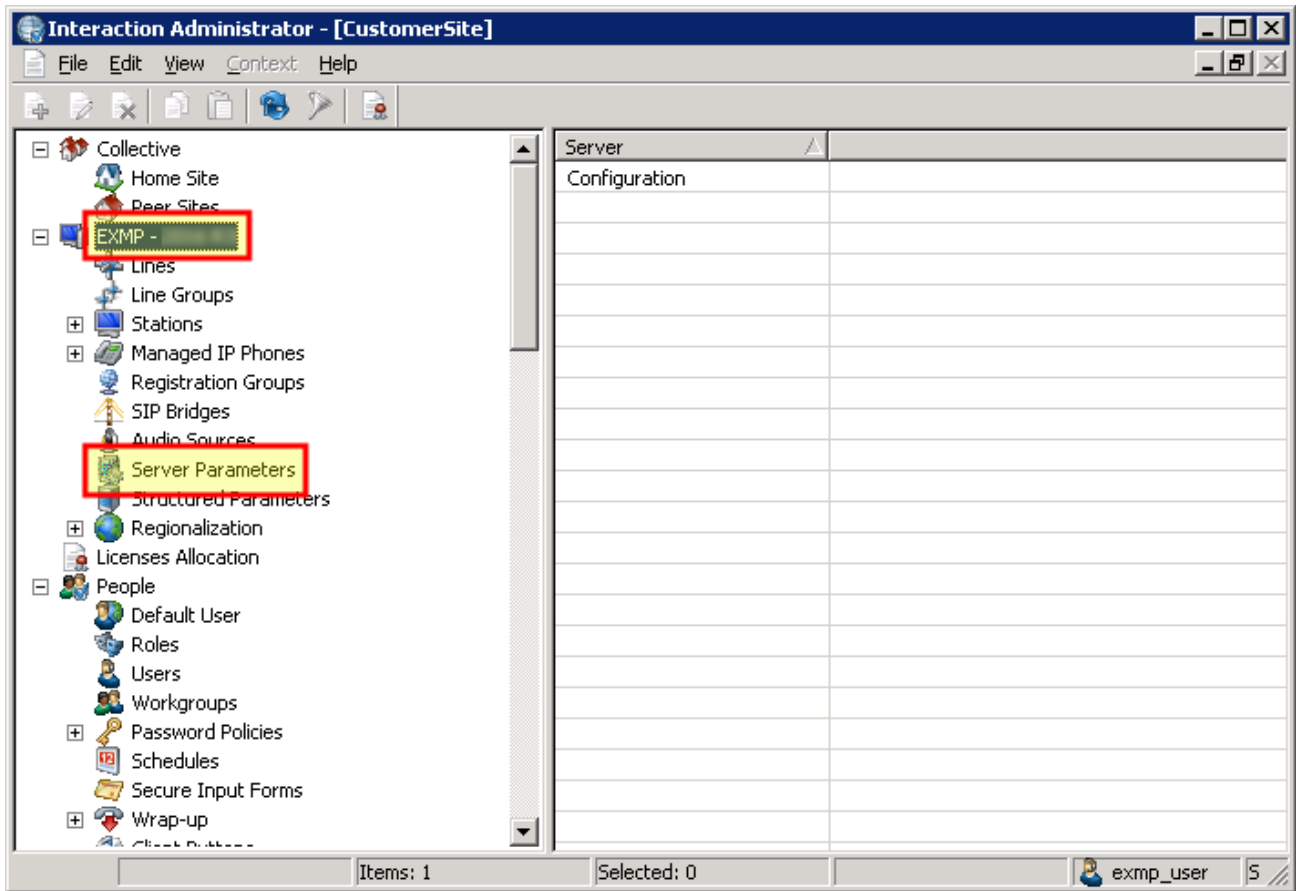 Interaction Administrator - [CustomerSite]
File Edit View Context Help
Collective
Home Site
Peer Sites
EXMP -
Lines
Line Groups
Stations
Managed IP Phones
Registration Groups
SIP Bridges
Audio Sources
Server Parameters
Structured Parameters
Regionalization
Licenses Allocation
People
Default User
Roles
Users
Workgroups
Password Policies
Schedules
Secure Input Forms
Wrap-up
Client Buttons
Server
Configuration
Items: 1 Selected: 0 exmp_user S